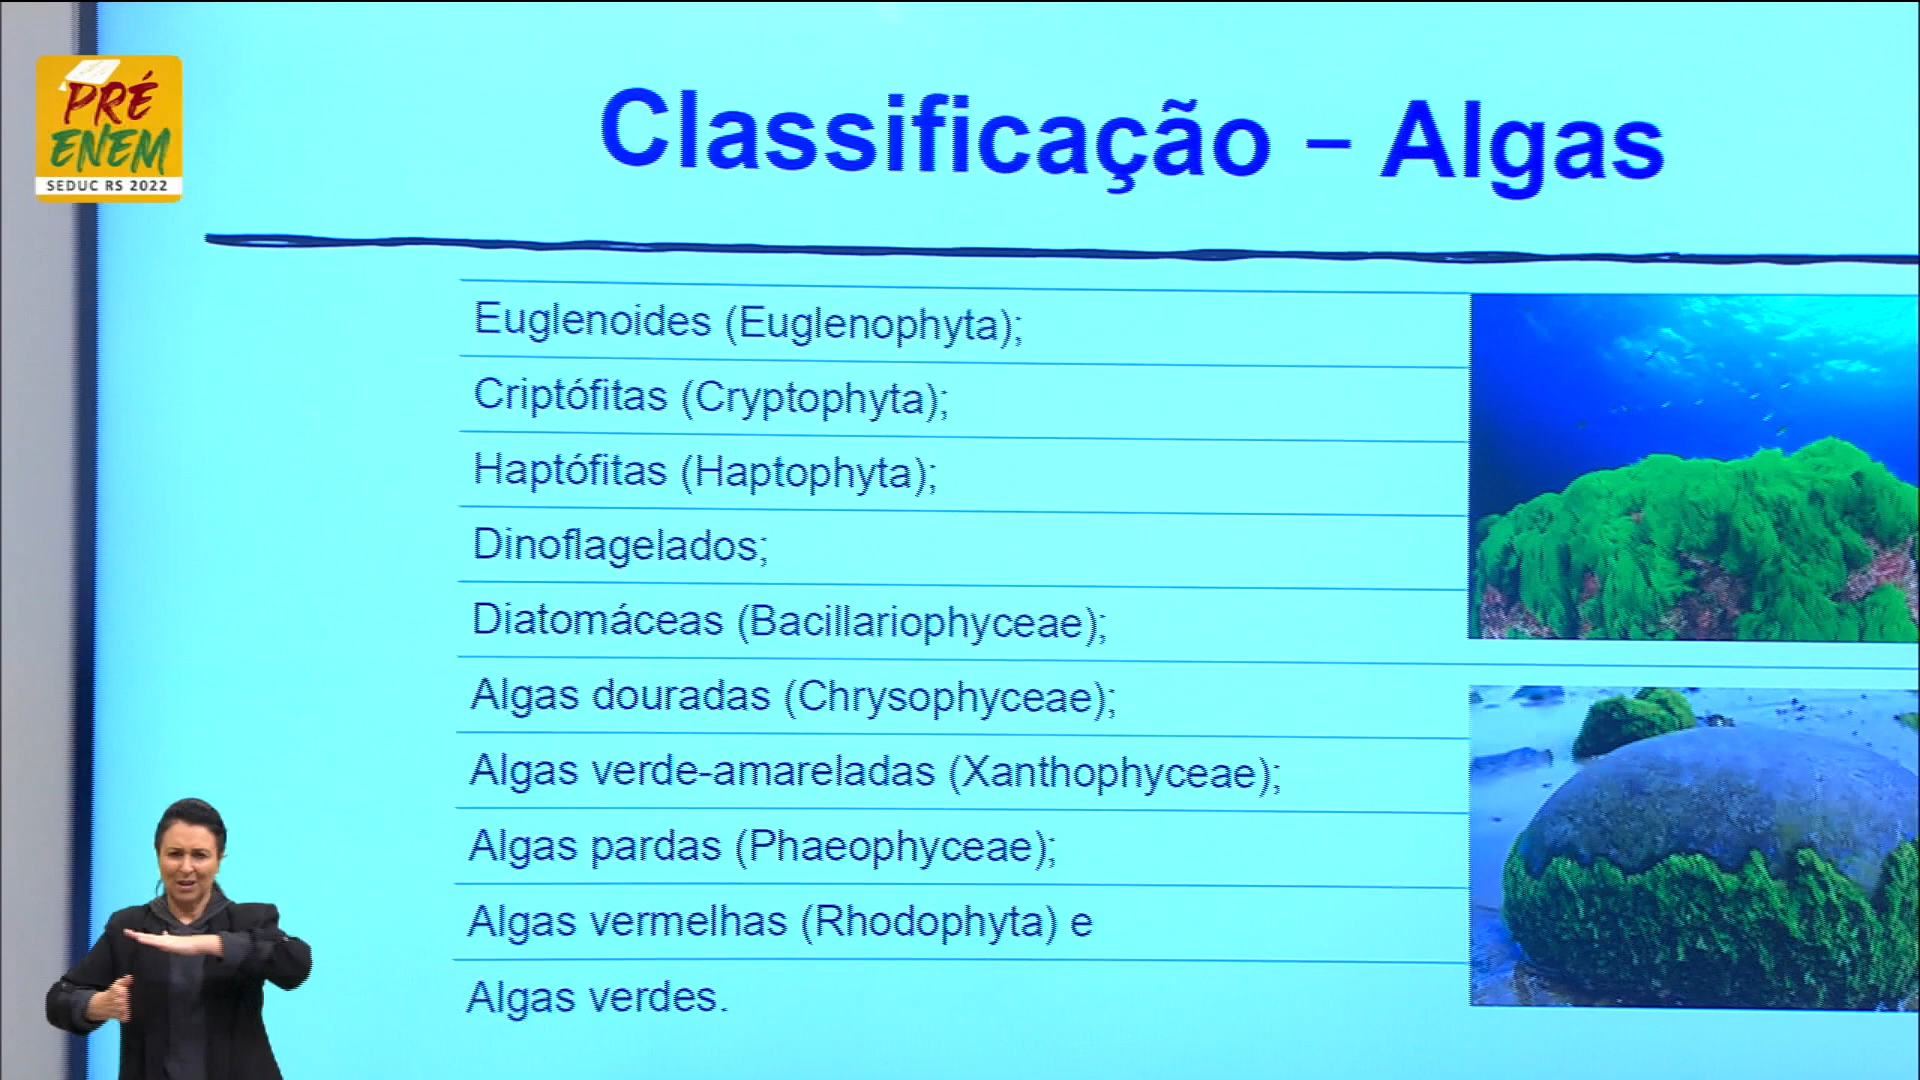 PRÉ
ENEM
SEDUC RS 2022
Classificação – Algas
Euglenoides (Euglenophyta);
Criptófitas (Cryptophyta);
Haptófitas (Haptophyta);
Dinoflagelados;
Diatomáceas (Bacillariophyceae);
Algas douradas (Chrysophyceae);
Algas verde-amareladas (Xanthophyceae);
Algas pardas (Phaeophyceae);
Algas vermelhas (Rhodophyta) e
Algas verdes.